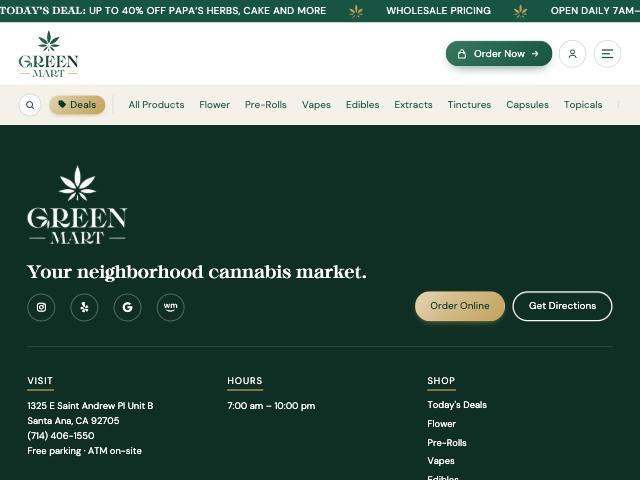 TODAY'S DEAL: UP TO 40% OFF PAPA'S HERBS, CAKE AND MORE WHOLESALE PRICING OPEN DAILY 7AM–
GREEN
MART
Order Now →
Deals All Products Flower Pre-Rolls Vapes Edibles Extracts Tinctures Capsules Topicals
GREEN
MART
Your neighborhood cannabis market.
G wm
Order Online Get Directions
VISIT HOURS SHOP
1325 E Saint Andrew Pl Unit B 7:00 am – 10:00 pm Today's Deals
Santa Ana, CA 92705 Flower
(714) 406-1550 Pre-Rolls
Free parking · ATM on-site Vapes
Edibles